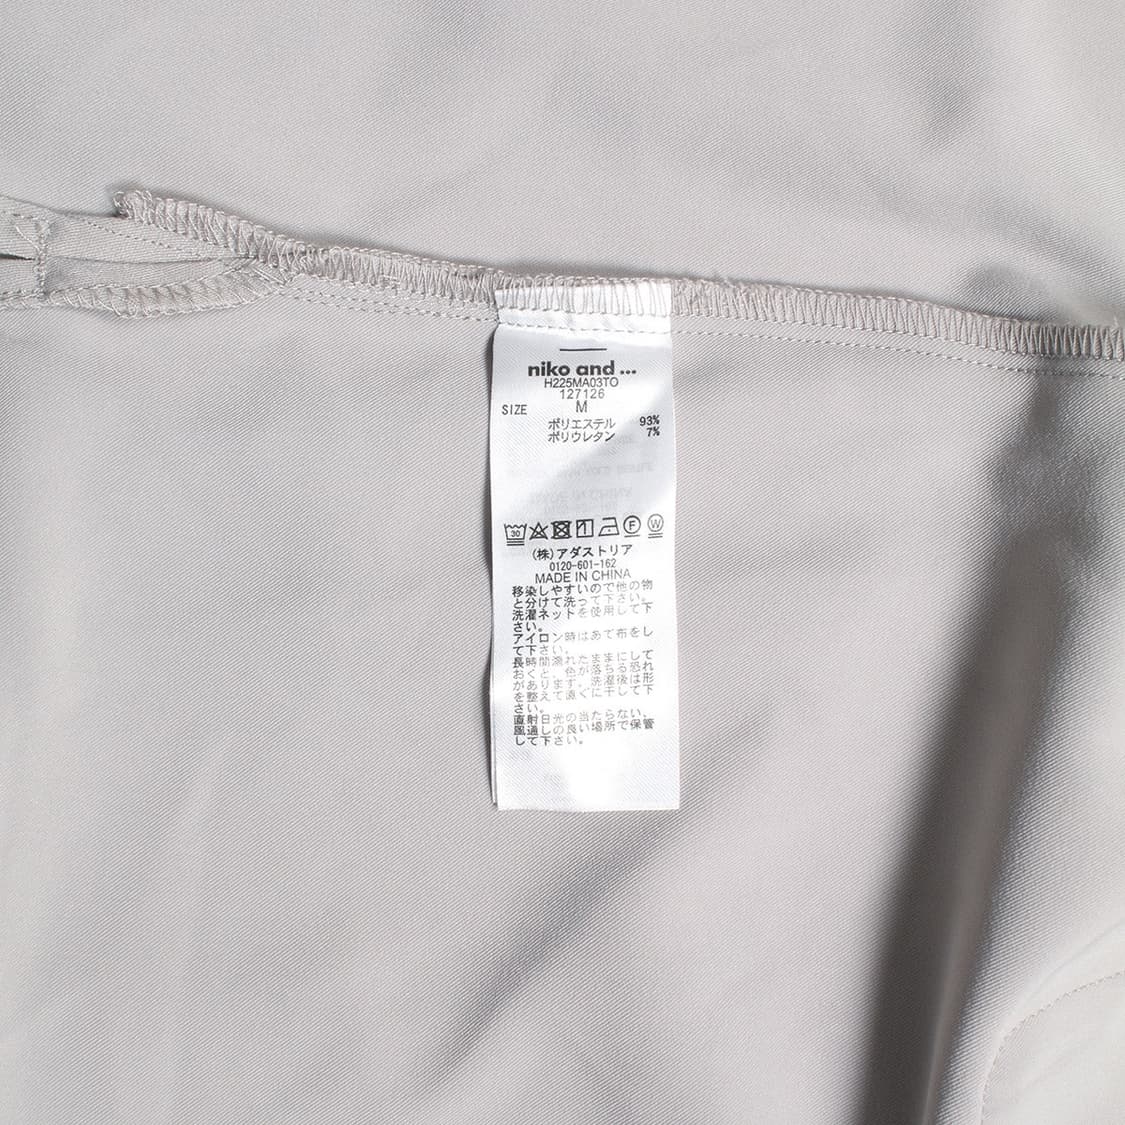 niko and ...
H225MA03TO
127126
SIZE M
ポリエステル 93%
ポリウレタン 7%
30 F W
(株)アダストリア
0120-601-162
MADE IN CHINA
移染しやすいので他の物
と分けて洗って下さい。
洗濯ネットを使用して下
さい。
アイロン時はあて布をし
て下さい。
長時間濡れたままにして
おくと、色が落ちる恐れ
があります。洗濯後は形
を整えて直ぐに干して下
さい。
直射日光の当たらない、
風通しの良い場所で保管
して下さい。